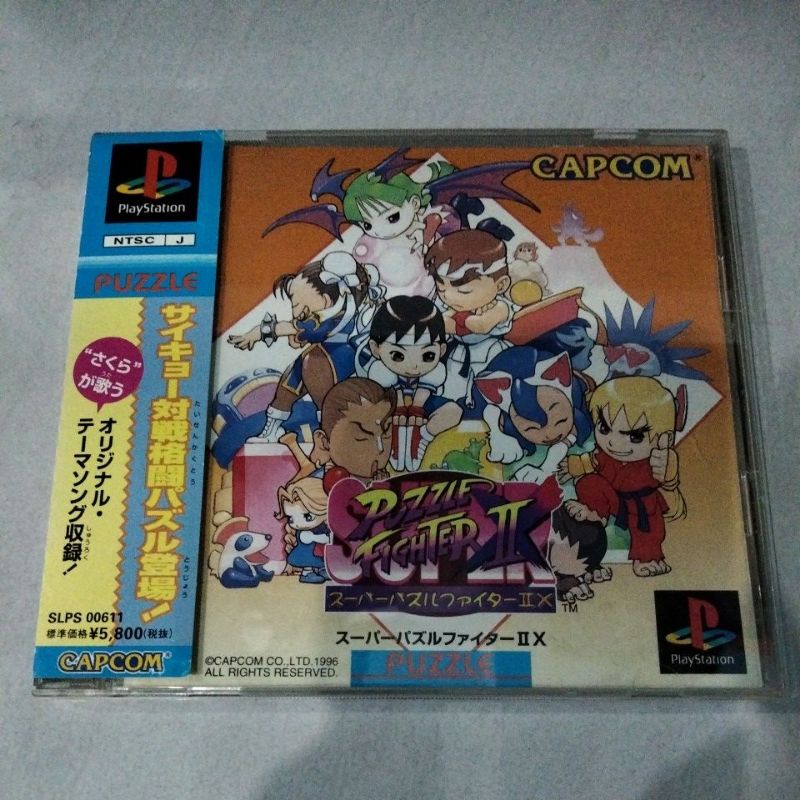 PlayStation
NTSC J
PUZZLE
サイキョー対戦格闘パズル登場!
たいせんかくとう
とうじょう
"さくら"
が歌う
うた
オリジナル・
テーマソング収録!
しゅうろく
SLPS 00611
標準価格¥5,800(税抜)
CAPCOM®
CAPCOM®
SUPER
PUZZLE
FIGHTER II X
スーパーパズルファイターII X
TM
スーパーパズルファイターII X
©CAPCOM CO.,LTD.1996
ALL RIGHTS RESERVED.
PUZZLE
PlayStation